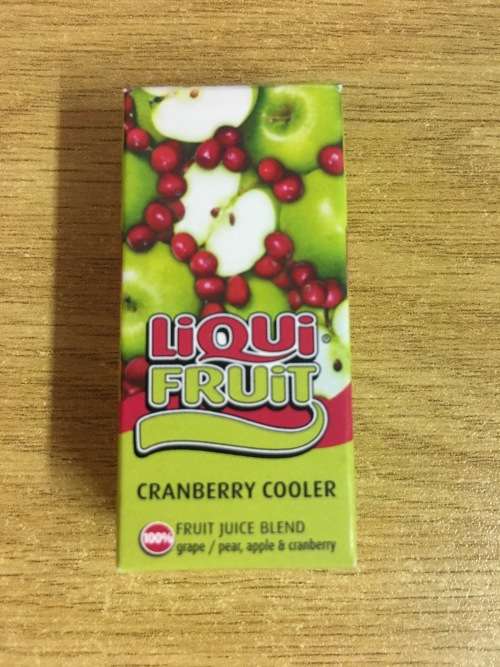 LiQUi®
FRUiT
CRANBERRY COOLER
100% FRUIT JUICE BLEND
grape / pear, apple & cranberry